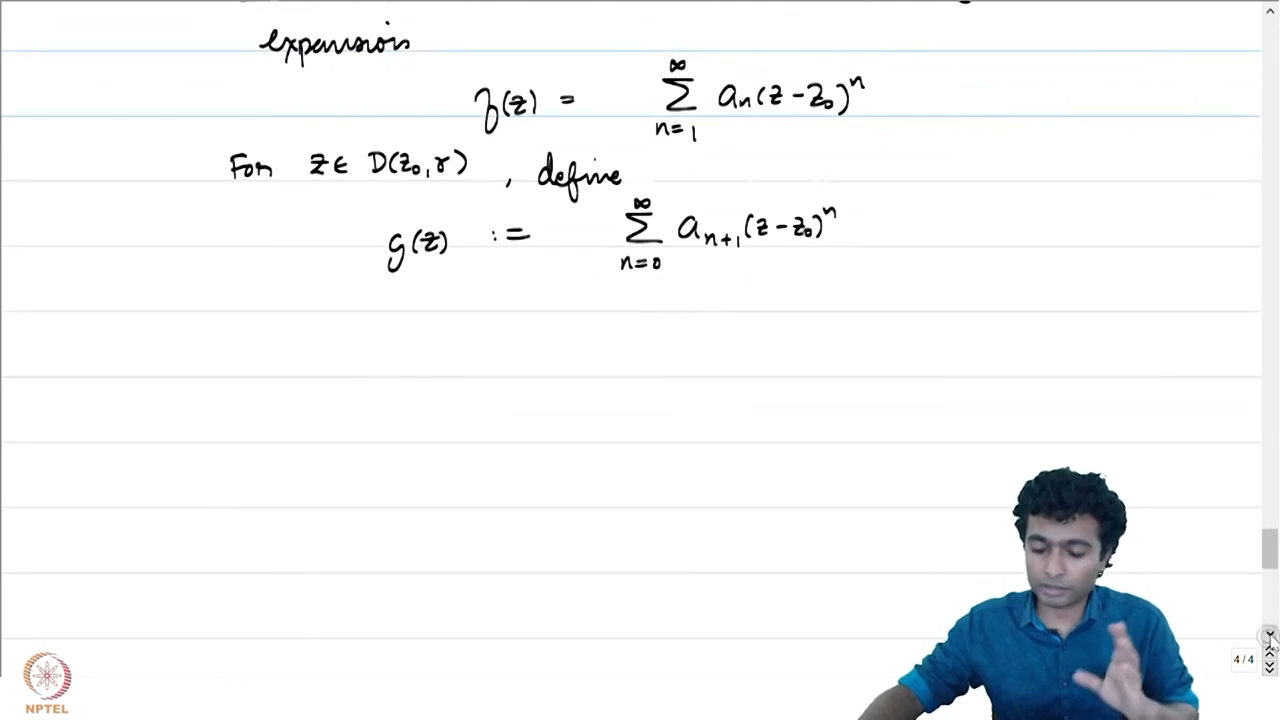 expansion
f(z) = ∑_{n=1}^{∞} a_n (z - z_0)^n
For z ∈ D(z_0, r), define
g(z) := ∑_{n=0}^{∞} a_{n+1} (z - z_0)^n
4 / 4
NPTEL